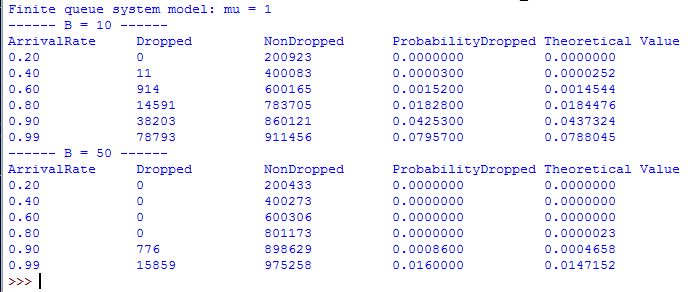 Finite queue system model: mu = 1
------ B = 10 ------
ArrivalRate Dropped NonDropped ProbabilityDropped Theoretical Value
0.20 0 200923 0.0000000 0.0000000
0.40 11 400083 0.0000300 0.0000252
0.60 914 600165 0.0015200 0.0014544
0.80 14591 783705 0.0182800 0.0184476
0.90 38203 860121 0.0425300 0.0437324
0.99 78793 911456 0.0795700 0.0788045
------ B = 50 ------
ArrivalRate Dropped NonDropped ProbabilityDropped Theoretical Value
0.20 0 200433 0.0000000 0.0000000
0.40 0 400273 0.0000000 0.0000000
0.60 0 600306 0.0000000 0.0000000
0.80 0 801173 0.0000000 0.0000023
0.90 776 898629 0.0008600 0.0004658
0.99 15859 975258 0.0160000 0.0147152
>>>